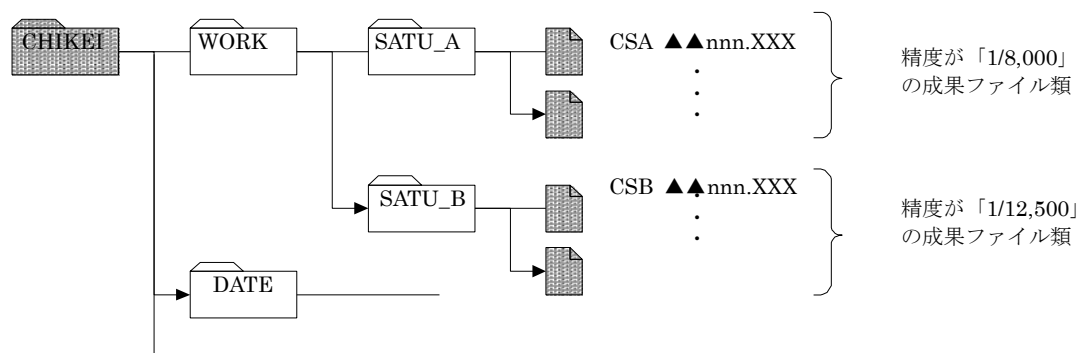 CHIKEI
WORK
SATU_A
CSA ▲▲nnn.XXX
精度が「1/8,000」
の成果ファイル類
SATU_B
CSB ▲▲nnn.XXX
精度が「1/12,500」
の成果ファイル類
DATE